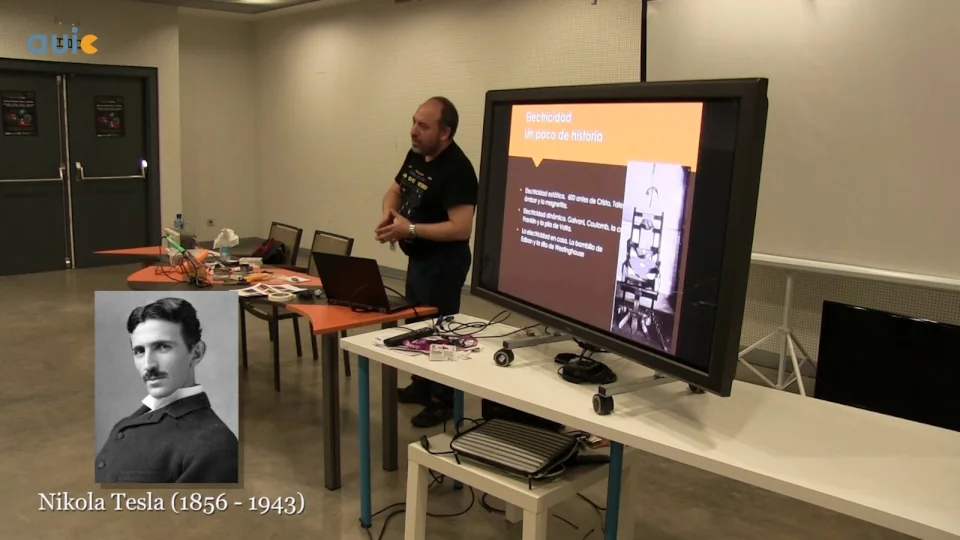 auic
Electricidad
Un poco de historia
Electricidad estática. 600 antes de Cristo. Tales
ámbar y la magnetita.
Electricidad dinámica. Galvani, Coulomb, la
Franklin y la pila de Volta.
La electricidad en casa. La bombilla de
Edison y la silla de Westinghouse
Nikola Tesla (1856 - 1943)